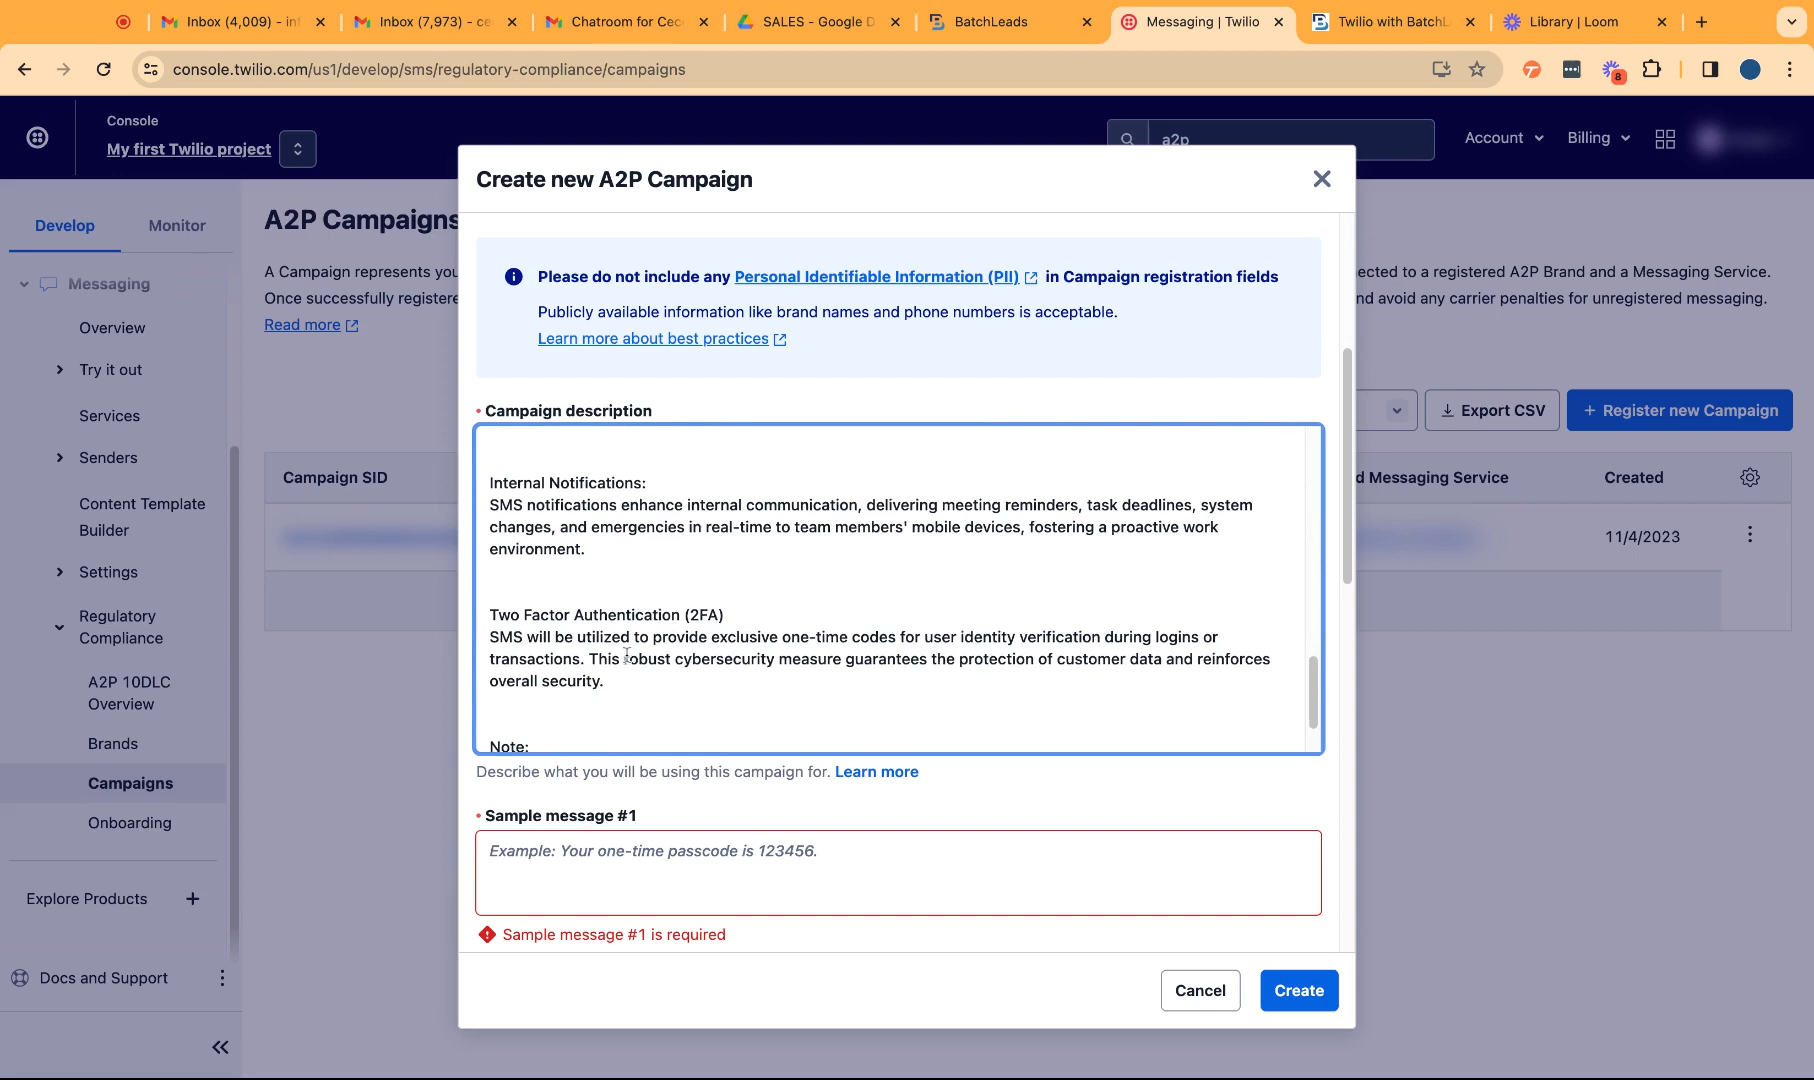 Inbox (4,009) - inf
Inbox (7,973) - ce
Chatroom for Cec
SALES - Google D
BatchLeads
Messaging | Twilio
Twilio with BatchL
Library | Loom
console.twilio.com/us1/develop/sms/regulatory-compliance/campaigns
8
Console
My first Twilio project
a2p
Account
Billing
Develop
Monitor
Messaging
Overview
Try it out
Services
Senders
Content Template
Builder
Settings
Regulatory
Compliance
A2P 10DLC
Overview
Brands
Campaigns
Onboarding
Explore Products
Docs and Support
A2P Campaigns
A Campaign represents you
Once successfully registere
Read more
ected to a registered A2P Brand and a Messaging Service.
nd avoid any carrier penalties for unregistered messaging.
Export CSV
+ Register new Campaign
Campaign SID
d Messaging Service
Created
11/4/2023
Create new A2P Campaign
Please do not include any Personal Identifiable Information (PII) in Campaign registration fields
Publicly available information like brand names and phone numbers is acceptable.
Learn more about best practices
Campaign description
Internal Notifications:
SMS notifications enhance internal communication, delivering meeting reminders, task deadlines, system
changes, and emergencies in real-time to team members' mobile devices, fostering a proactive work
environment.
Two Factor Authentication (2FA)
SMS will be utilized to provide exclusive one-time codes for user identity verification during logins or
transactions. This robust cybersecurity measure guarantees the protection of customer data and reinforces
overall security.
Note:
Describe what you will be using this campaign for. Learn more
Sample message #1
Example: Your one-time passcode is 123456.
Sample message #1 is required
Cancel
Create